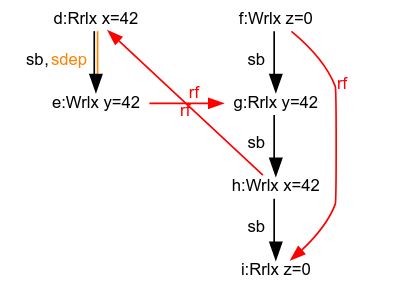 d:Rrlx x=42
f:Wrlx z=0
sb,sdep
sb
rf
e:Wrlx y=42
rf
rf
g:Rrlx y=42
sb
h:Wrlx x=42
sb
i:Rrlx z=0